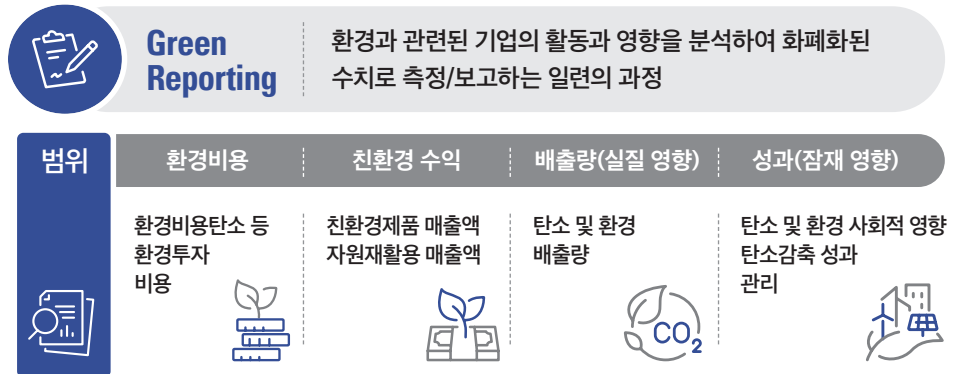 Green
Reporting
환경과 관련된 기업의 활동과 영향을 분석하여 화폐화된
수치로 측정/보고하는 일련의 과정
범위
환경비용
친환경 수익
배출량(실질 영향)
성과(잠재 영향)
환경비용탄소 등
환경투자
비용
친환경제품 매출액
자원재활용 매출액
탄소 및 환경
배출량
CO₂
탄소 및 환경 사회적 영향
탄소감축 성과
관리